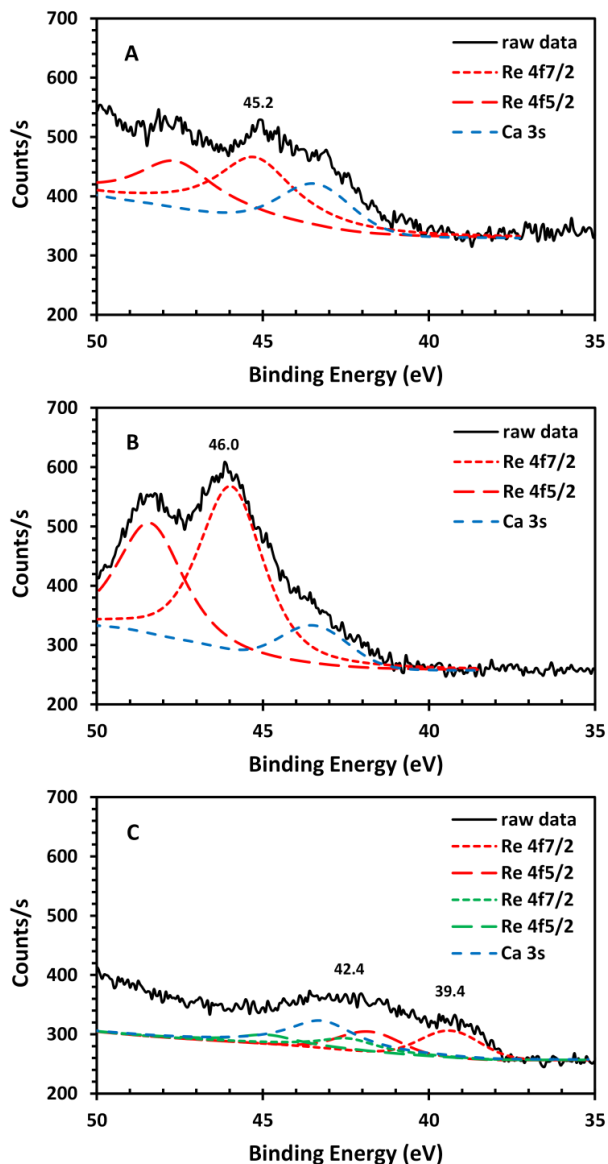 700
600
500
400
300
200
Counts/s
A
45.2
raw data
Re 4f7/2
Re 4f5/2
Ca 3s
50 45 40 35
Binding Energy (eV)
700
600
500
400
300
200
Counts/s
B
46.0
raw data
Re 4f7/2
Re 4f5/2
Ca 3s
50 45 40 35
Binding Energy (eV)
700
600
500
400
300
200
Counts/s
C
42.4
39.4
raw data
Re 4f7/2
Re 4f5/2
Re 4f7/2
Re 4f5/2
Ca 3s
50 45 40 35
Binding Energy (eV)